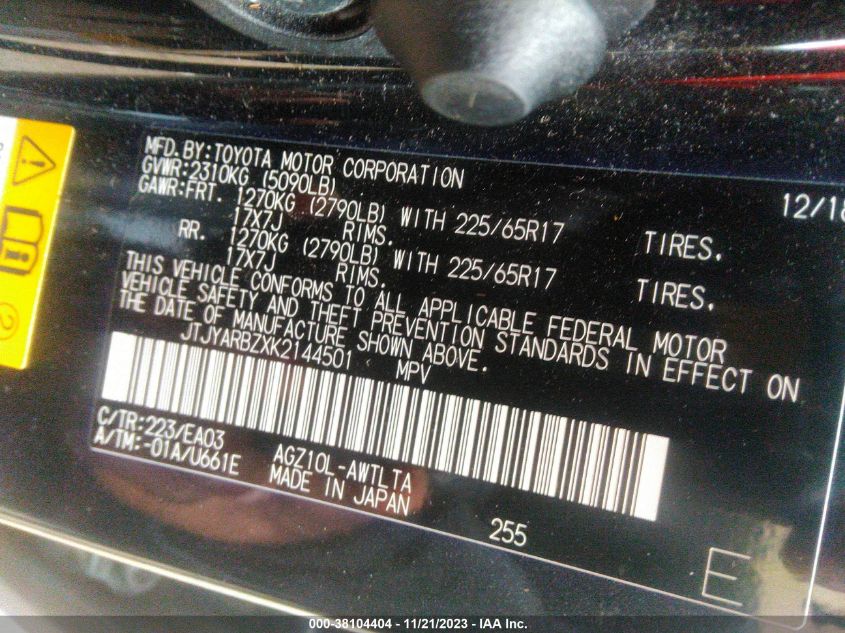 MFD.BY:TOYOTA MOTOR CORPORATION 12/18
GVWR:2310KG (5090LB)
GAWR:FRT. 1270KG (2790LB) WITH 225/65R17 TIRES,
17X7J RIMS.
RR. 1270KG (2790LB) WITH 225/65R17 TIRES,
17X7J RIMS.
THIS VEHICLE CONFORMS TO ALL APPLICABLE FEDERAL MOTOR
VEHICLE SAFETY AND THEFT PREVENTION STANDARDS IN EFFECT ON
THE DATE OF MANUFACTURE SHOWN ABOVE.
JTJYARBZXK2144501 MPV
C/TR:223/EA03 AGZ10L-AWTLTA
A/TM:-01A/U661E MADE IN JAPAN
255
E
000-38104404 - 11/21/2023 - IAA Inc.